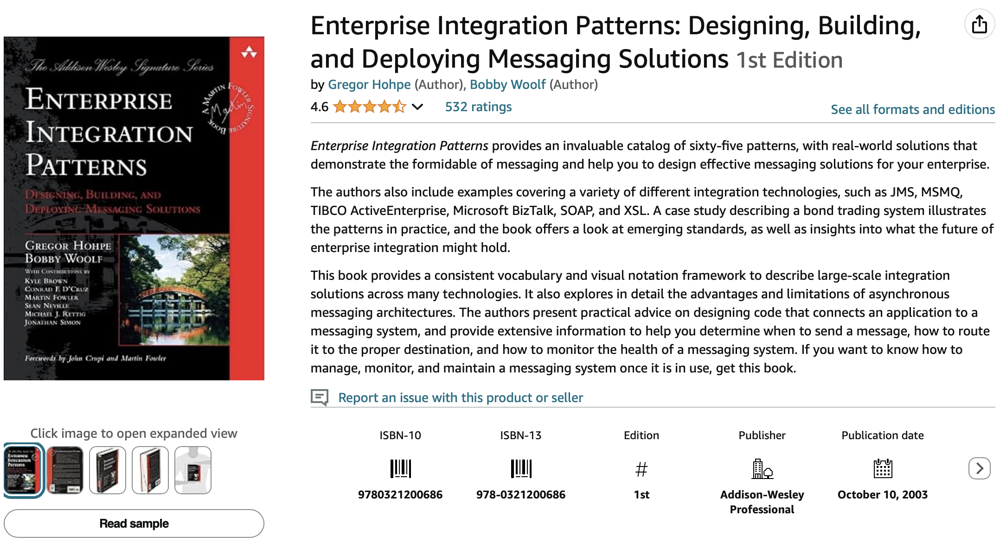 The Addison-Wesley Signature Series
ENTERPRISE
INTEGRATION
PATTERNS
A MARTIN FOWLER SIGNATURE BOOK
Martin
DESIGNING, BUILDING, AND
DEPLOYING MESSAGING SOLUTIONS
GREGOR HOHPE
BOBBY WOOLF
WITH CONTRIBUTIONS BY
KYLE BROWN
CONRAD F. D'CRUZ
MARTIN FOWLER
SEAN NEVILLE
MICHAEL J. RETTIG
JONATHAN SIMON
Forewords by John Crupi and Martin Fowler
Click image to open expanded view
ENTERPRISE
INTEGRATION
PATTERNS
Read sample
Enterprise Integration Patterns: Designing, Building,
and Deploying Messaging Solutions 1st Edition
by Gregor Hohpe (Author), Bobby Woolf (Author)
4.6 532 ratings
See all formats and editions
Enterprise Integration Patterns provides an invaluable catalog of sixty-five patterns, with real-world solutions that
demonstrate the formidable of messaging and help you to design effective messaging solutions for your enterprise.
The authors also include examples covering a variety of different integration technologies, such as JMS, MSMQ,
TIBCO ActiveEnterprise, Microsoft BizTalk, SOAP, and XSL. A case study describing a bond trading system illustrates
the patterns in practice, and the book offers a look at emerging standards, as well as insights into what the future of
enterprise integration might hold.
This book provides a consistent vocabulary and visual notation framework to describe large-scale integration
solutions across many technologies. It also explores in detail the advantages and limitations of asynchronous
messaging architectures. The authors present practical advice on designing code that connects an application to a
messaging system, and provide extensive information to help you determine when to send a message, how to route
it to the proper destination, and how to monitor the health of a messaging system. If you want to know how to
manage, monitor, and maintain a messaging system once it is in use, get this book.
Report an issue with this product or seller
ISBN-10
9780321200686
ISBN-13
978-0321200686
Edition
#
1st
Publisher
Addison-Wesley
Professional
Publication date
October 10, 2003